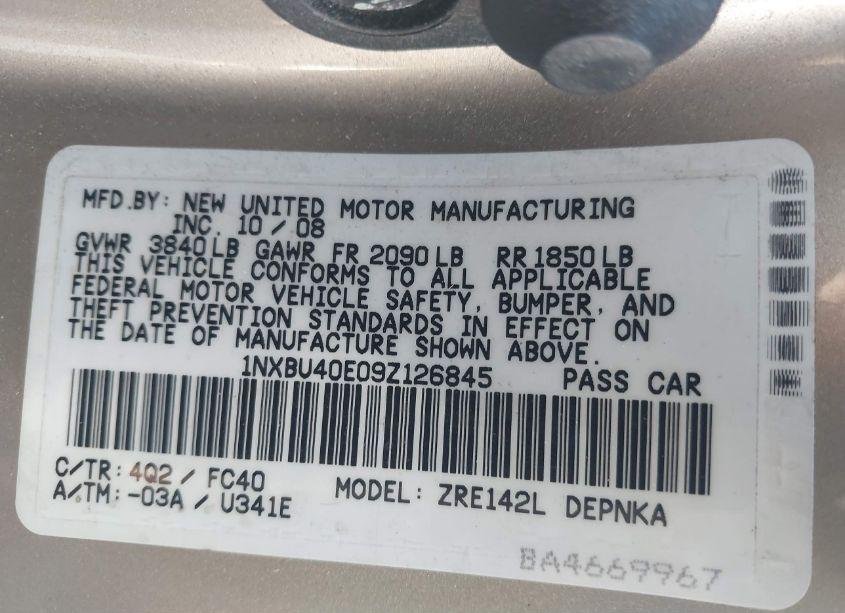 MFD.BY: NEW UNITED MOTOR MANUFACTURING
INC. 10 / 08
GVWR 3840 LB GAWR FR 2090 LB RR 1850 LB
THIS VEHICLE CONFORMS TO ALL APPLICABLE
FEDERAL MOTOR VEHICLE SAFETY, BUMPER, AND
THEFT PREVENTION STANDARDS IN EFFECT ON
THE DATE OF MANUFACTURE SHOWN ABOVE.
1NXBU40E09Z126845 PASS CAR
C/TR: 4Q2 / FC40
A/TM: -03A / U341E
MODEL: ZRE142L DEPNKA
BA4669967